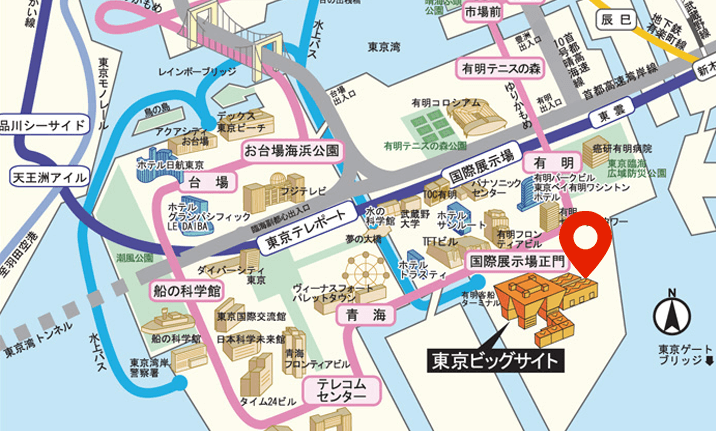 水上バス
レインボーブリッジ
東京湾
市場前
豊洲
出入口
10号晴海線
首都高速
首都高速湾岸線
辰巳
地下鉄
有楽町線
武蔵野線
新木
東京モノレール
品川シーサイド
天王洲アイル
至羽田空港
鳥の島
デックス
東京ビーチ
アクアシティ
お台場
お台場海浜公園
台場
出入口
ホテル日航東京
台場
ホテル
グランパシフィック
LE DAIBA
フジテレビ
臨海副都心出入口
東京テレポート
潮風公園
有明テニスの森
ゆりかもめ
有明コロシアム
有明テニスの森公園
有明
出入口
東雲
国際展示場
有明
癌研有明病院
東京臨海
広域防災公園
TOC有明
パナソニック
センター
有明パークビル
東京ベイ有明ワシントン
ホテル
水の
科学館
武蔵野
大学
ホテル
サンルート
有明フロン
ティアビル
TFTビル
夢の大橋
ホテル
トラスティ
国際展示場正門
有明客船
ターミナル
東京ビッグサイト
ダイバーシティ
東京
ヴィーナスフォート
パレットタウン
船の科学館
青海
東京国際交流館
日本科学未来館
船の科学館
東京湾岸
警察署
青海
フロンティアビル
タイム24ビル
テレコム
センター
東京湾トンネル
水上バス
N
東京ゲート
ブリッジ